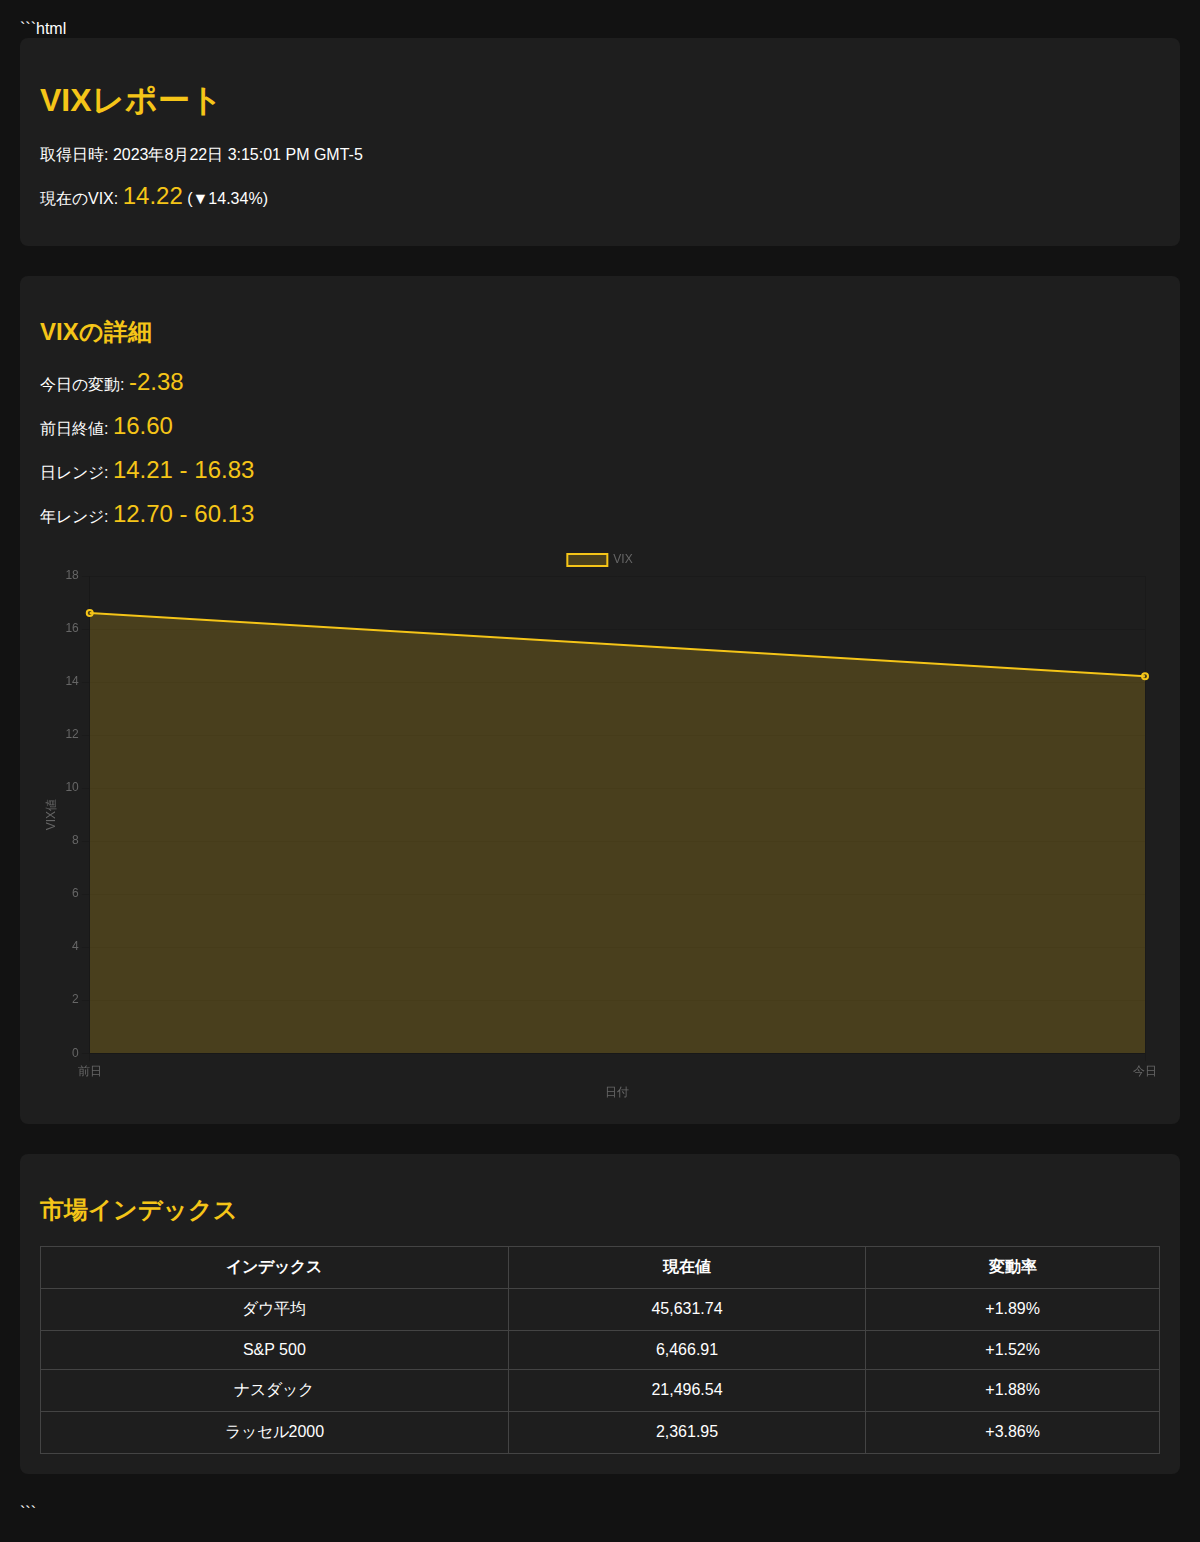 ```html
VIXレポート
取得日時: 2023年8月22日 3:15:01 PM GMT-5
現在のVIX: 14.22 (▼14.34%)
VIXの詳細
今日の変動: -2.38
前日終値: 16.60
日レンジ: 14.21 - 16.83
年レンジ: 12.70 - 60.13
VIX
18
16
14
12
10
8
6
4
2
0
VIX値
前日 今日
日付
市場インデックス
インデックス 現在値 変動率
ダウ平均 45,631.74 +1.89%
S&P 500 6,466.91 +1.52%
ナスダック 21,496.54 +1.88%
ラッセル2000 2,361.95 +3.86%
```